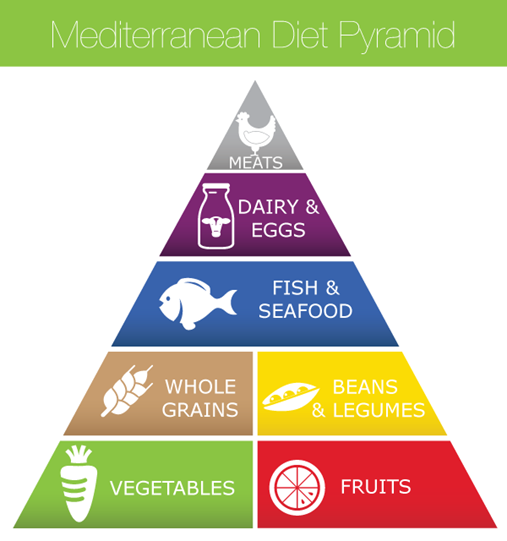 Mediterranean Diet Pyramid
MEATS
DAIRY &
EGGS
FISH &
SEAFOOD
WHOLE
GRAINS
BEANS
& LEGUMES
VEGETABLES
FRUITS